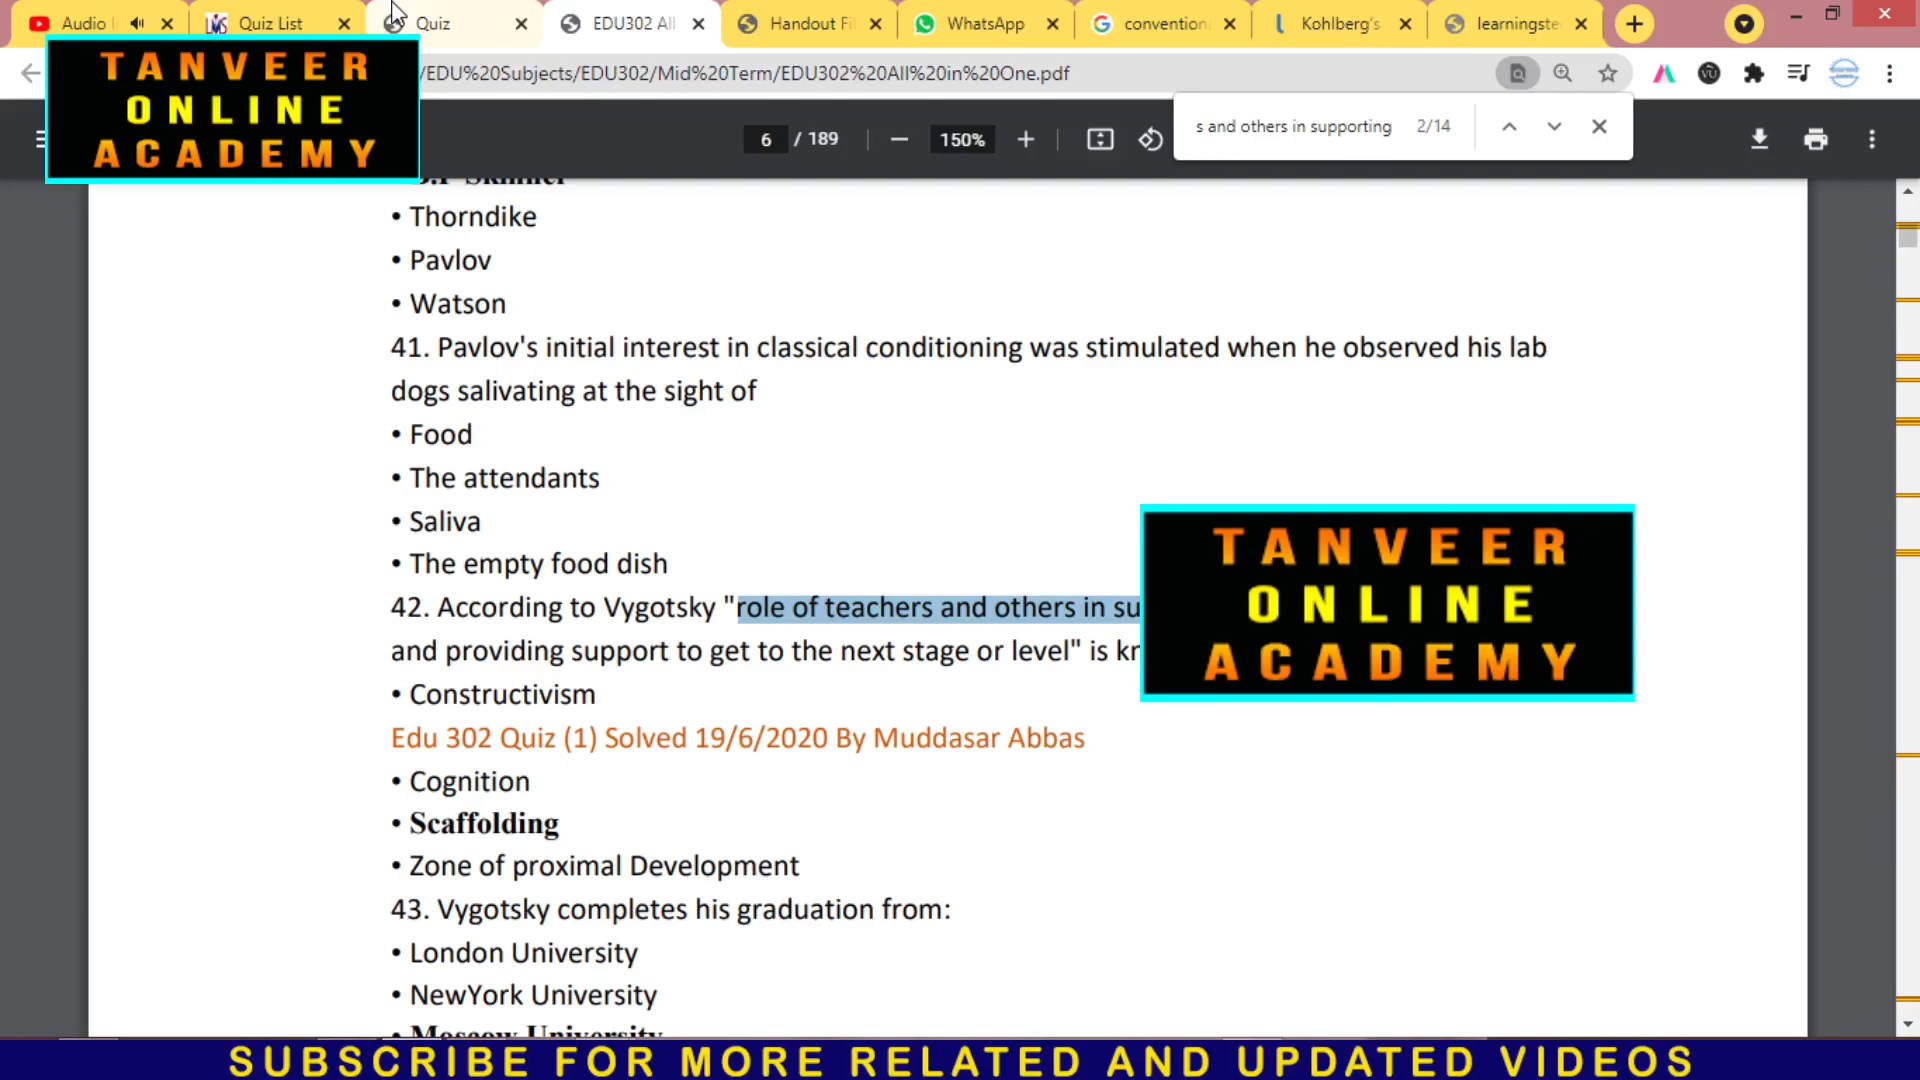 Audio
Quiz List
Quiz
EDU302 All
Handout Fi
WhatsApp
convention
Kohlberg's
learningste
/EDU%20Subjects/EDU302/Mid%20Term/EDU302%20All%20in%20One.pdf
TANVEER
ONLINE
ACADEMY
6 / 189
150%
s and others in supporting 2/14
• Thorndike
• Pavlov
• Watson
41. Pavlov's initial interest in classical conditioning was stimulated when he observed his lab
dogs salivating at the sight of
• Food
• The attendants
• Saliva
• The empty food dish
42. According to Vygotsky "role of teachers and others in su
and providing support to get to the next stage or level" is kn
TANVEER
ONLINE
ACADEMY
• Constructivism
Edu 302 Quiz (1) Solved 19/6/2020 By Muddasar Abbas
• Cognition
• Scaffolding
• Zone of proximal Development
43. Vygotsky completes his graduation from:
• London University
• NewYork University
• Moscow University
SUBSCRIBE FOR MORE RELATED AND UPDATED VIDEOS